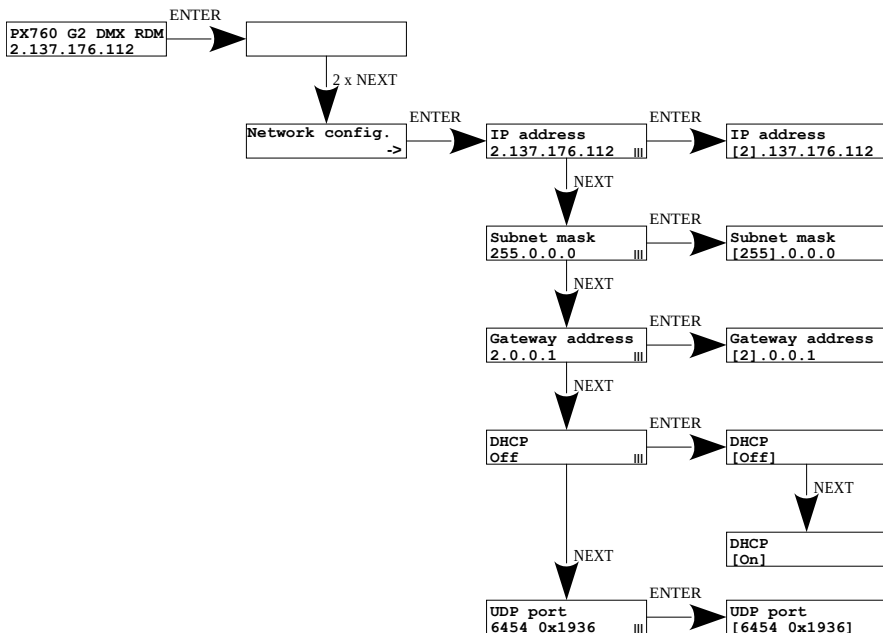 ENTER
PX760 G2 DMX RDM
2.137.176.112
2 x NEXT
ENTER
ENTER
Network config.
->
IP address
2.137.176.112
IP address
[2].137.176.112
NEXT
ENTER
Subnet mask
255.0.0.0
Subnet mask
[255].0.0.0
NEXT
ENTER
Gateway address
2.0.0.1
Gateway address
[2].0.0.1
NEXT
ENTER
DHCP
Off
DHCP
[Off]
NEXT
DHCP
[On]
NEXT
ENTER
UDP port
6454 0x1936
UDP port
[6454 0x1936]